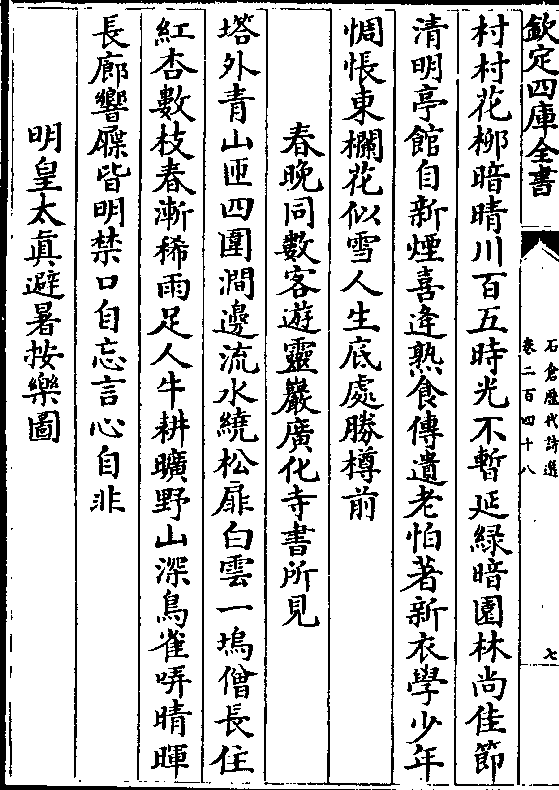 欽定四庫全書
石倉歷代詩選
卷二百四十八
七
村村花柳暗晴川百五時光不暫延緑暗園林尚佳節
清明亭館自新煙喜逢熟食傳遺老怕著新衣學少年
惆悵東欄花似雪人生底處勝樽前
春晚同數客遊靈巖廣化寺書所見
塔外青山匝四圍澗邊流水繞松扉白雲一塢僧長住
紅杏數枝春漸稀雨足人牛耕曠野山深鳥雀哢晴暉
長廊響屧皆明禁口自忘言心自非
明皇太真避暑按樂圖